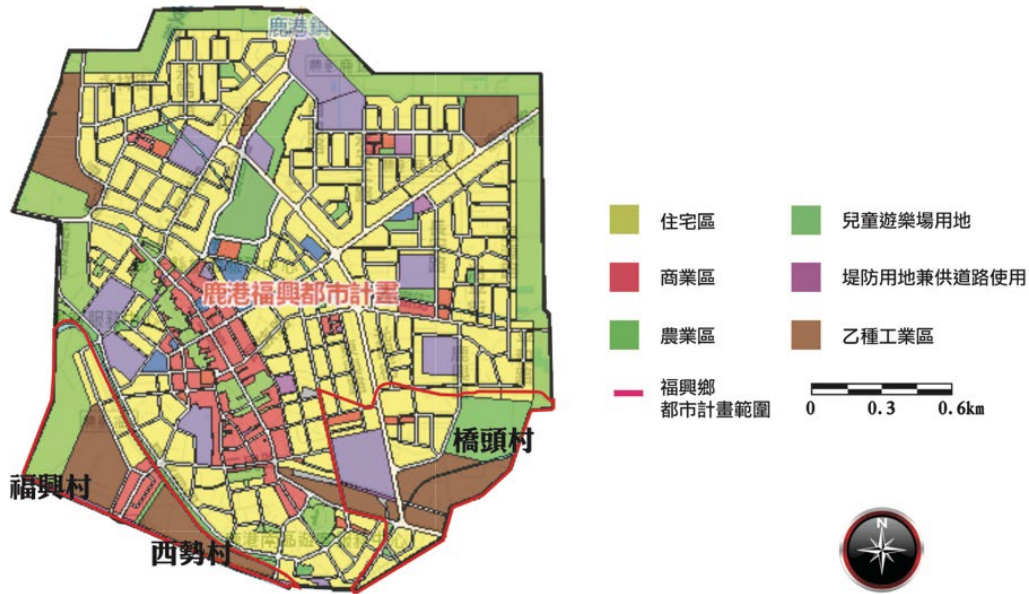 鹿港鎮
鹿港福興都市計畫
福興村
西勢村
橋頭村
住宅區
兒童遊樂場用地
商業區
堤防用地兼供道路使用
農業區
乙種工業區
福興鄉
都市計畫範圍
0 0.3 0.6km
N